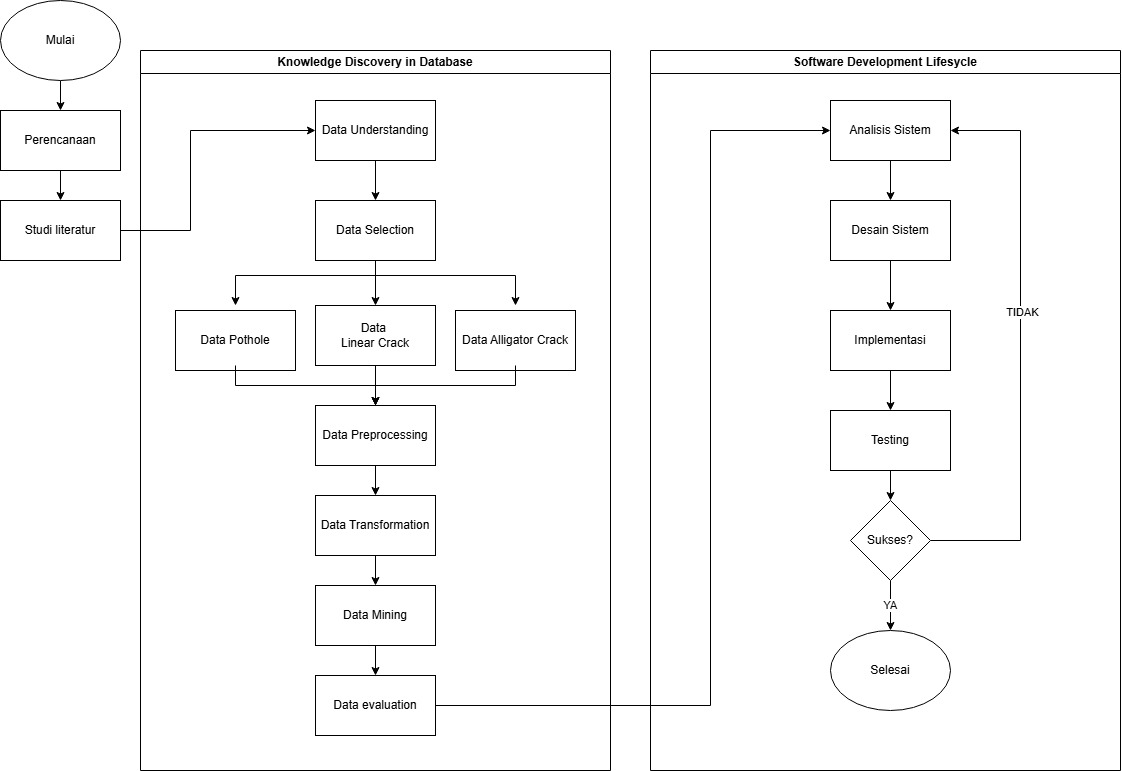 Mulai
Perencanaan
Studi literatur
Knowledge Discovery in Database
Data Understanding
Data Selection
Data Pothole
Data
Linear Crack
Data Alligator Crack
Data Preprocessing
Data Transformation
Data Mining
Data evaluation
Software Development Lifesycle
Analisis Sistem
Desain Sistem
Implementasi
Testing
Sukses?
TIDAK
YA
Selesai